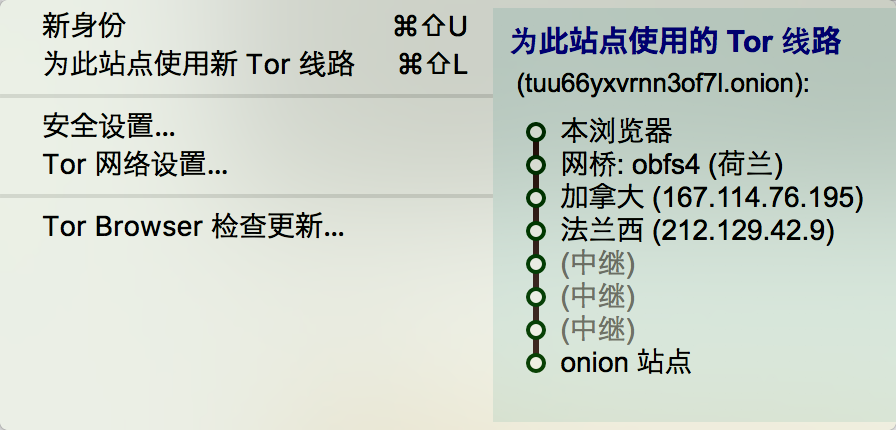 新身份 ⌘⇧U
为此站点使用新 Tor 线路 ⌘⇧L
安全设置...
Tor 网络设置...
Tor Browser 检查更新...
为此站点使用的 Tor 线路
(tuu66yxvrnn3of7l.onion):
本浏览器
网桥: obfs4 (荷兰)
加拿大 (167.114.76.195)
法兰西 (212.129.42.9)
(中继)
(中继)
(中继)
onion 站点